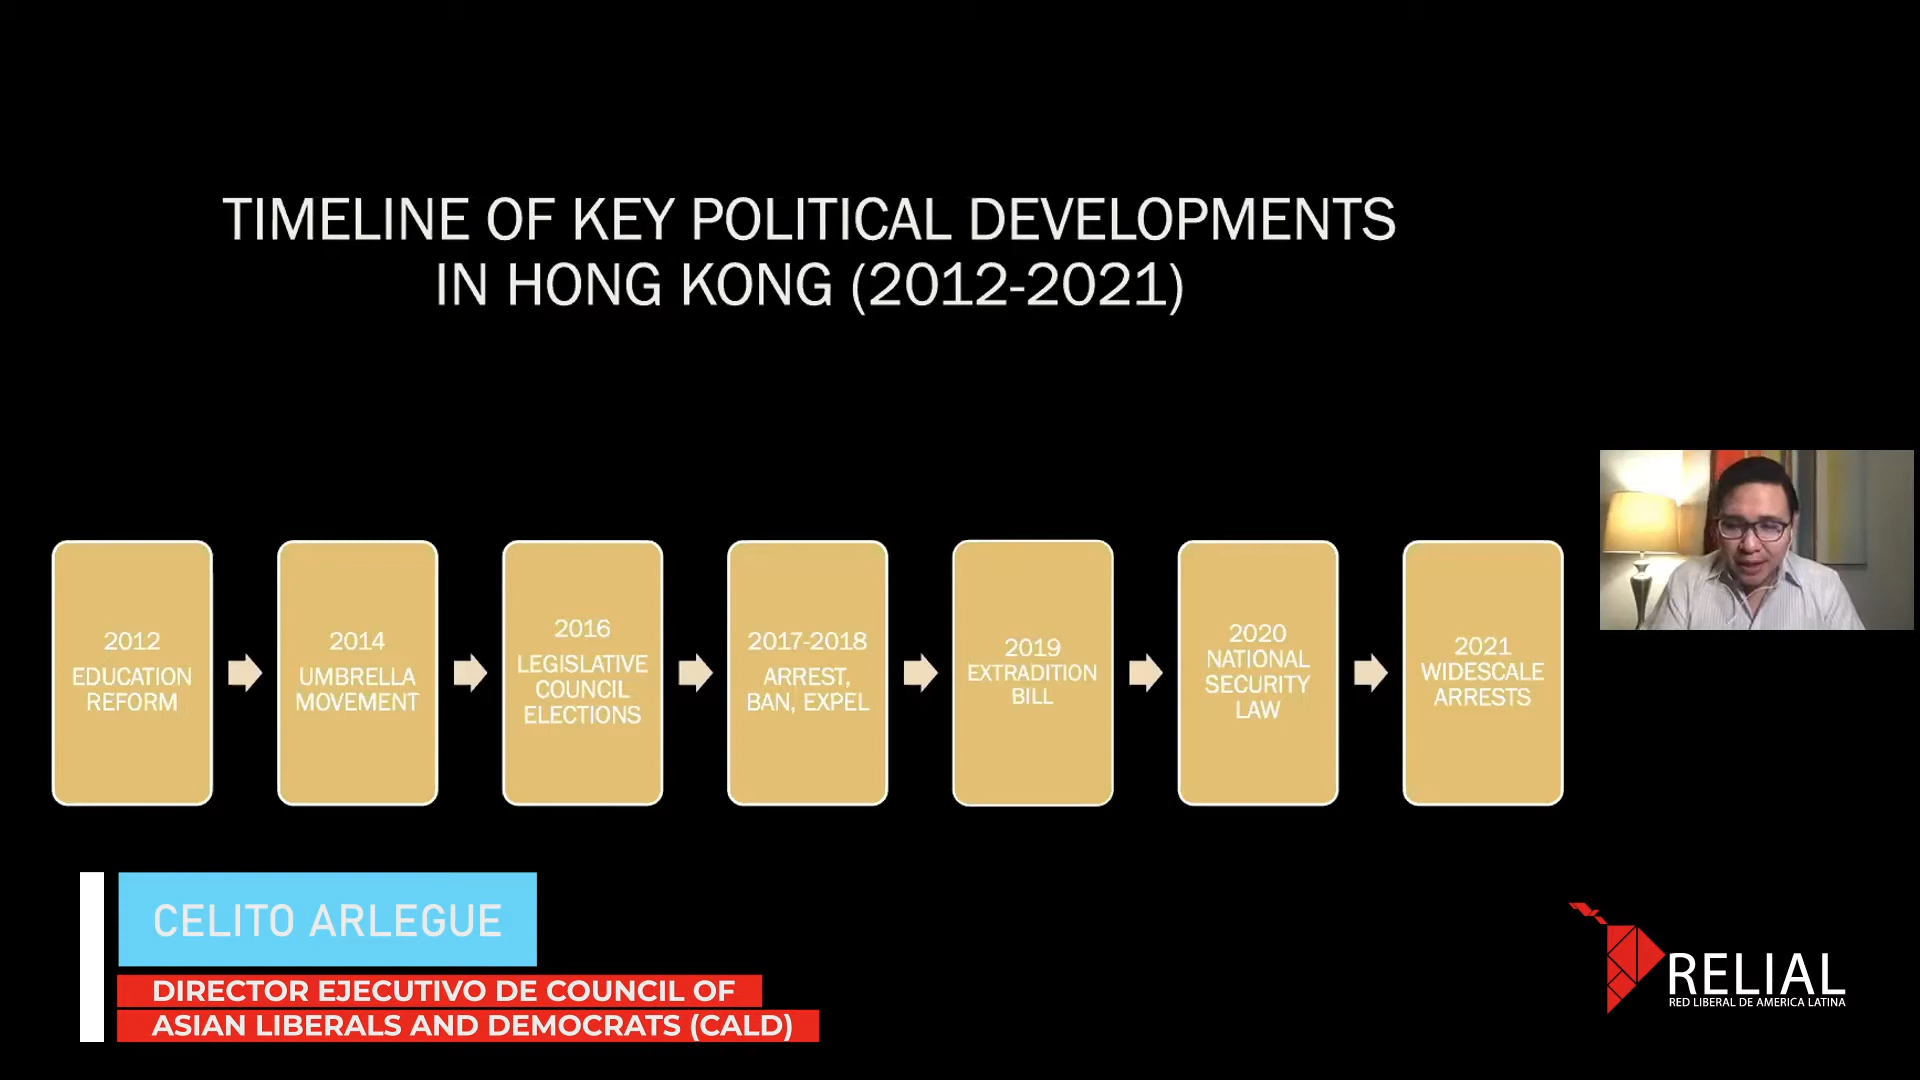 TIMELINE OF KEY POLITICAL DEVELOPMENTS
IN HONG KONG (2012-2021)
2012
EDUCATION
REFORM
2014
UMBRELLA
MOVEMENT
2016
LEGISLATIVE
COUNCIL
ELECTIONS
2017-2018
ARREST,
BAN, EXPEL
2019
EXTRADITION
BILL
2020
NATIONAL
SECURITY
LAW
2021
WIDESCALE
ARRESTS
CELITO ARLEGUE
DIRECTOR EJECUTIVO DE COUNCIL OF
ASIAN LIBERALS AND DEMOCRATS (CALD)
RELIAL
RED LIBERAL DE AMERICA LATINA